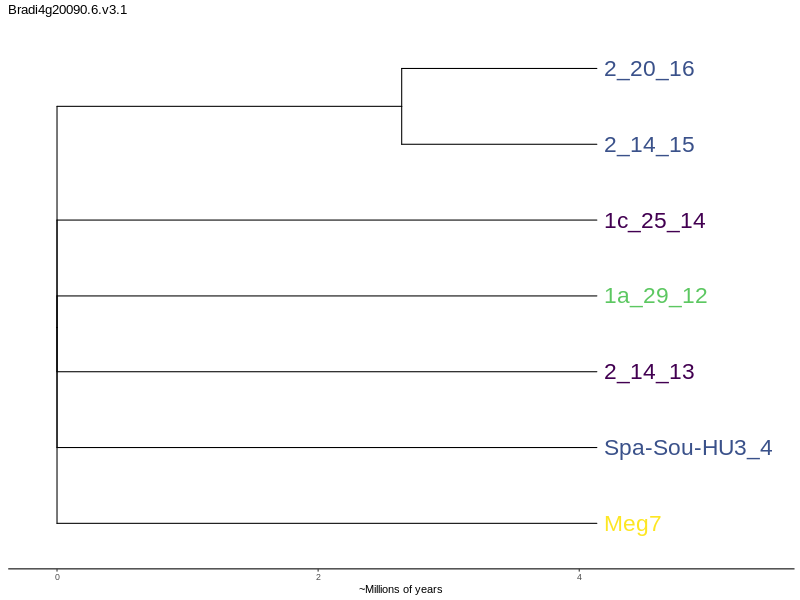 Bradi4g20090.6.v3.1
2_20_16
2_14_15
1c_25_14
1a_29_12
2_14_13
Spa-Sou-HU3_4
Meg7
0 2 4
~Millions of years